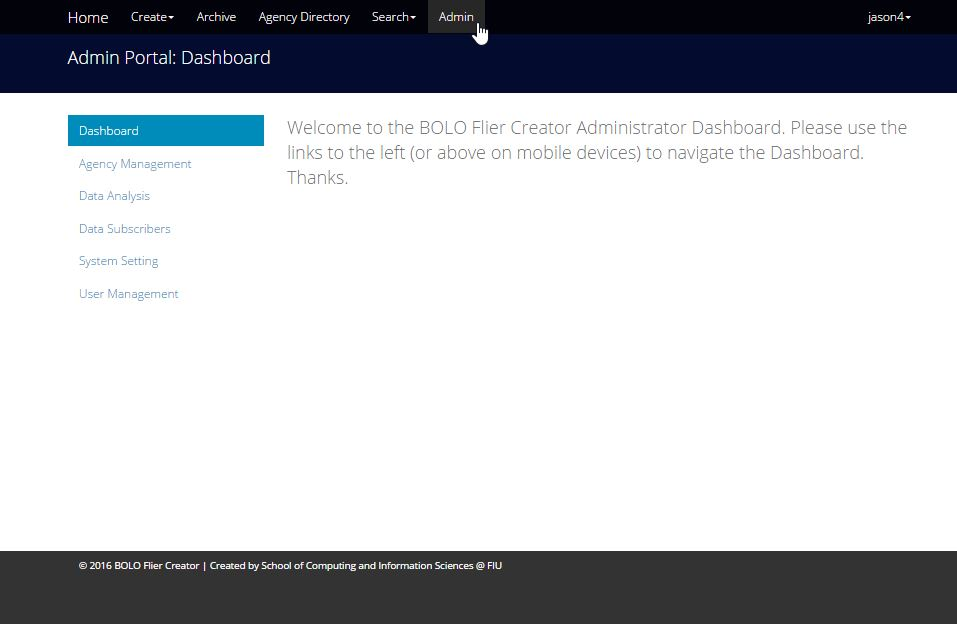 Home Create Archive Agency Directory Search Admin jason4
Admin Portal: Dashboard
Dashboard
Agency Management
Data Analysis
Data Subscribers
System Setting
User Management
Welcome to the BOLO Flier Creator Administrator Dashboard. Please use the
links to the left (or above on mobile devices) to navigate the Dashboard.
Thanks.
© 2016 BOLO Flier Creator | Created by School of Computing and Information Sciences @ FIU